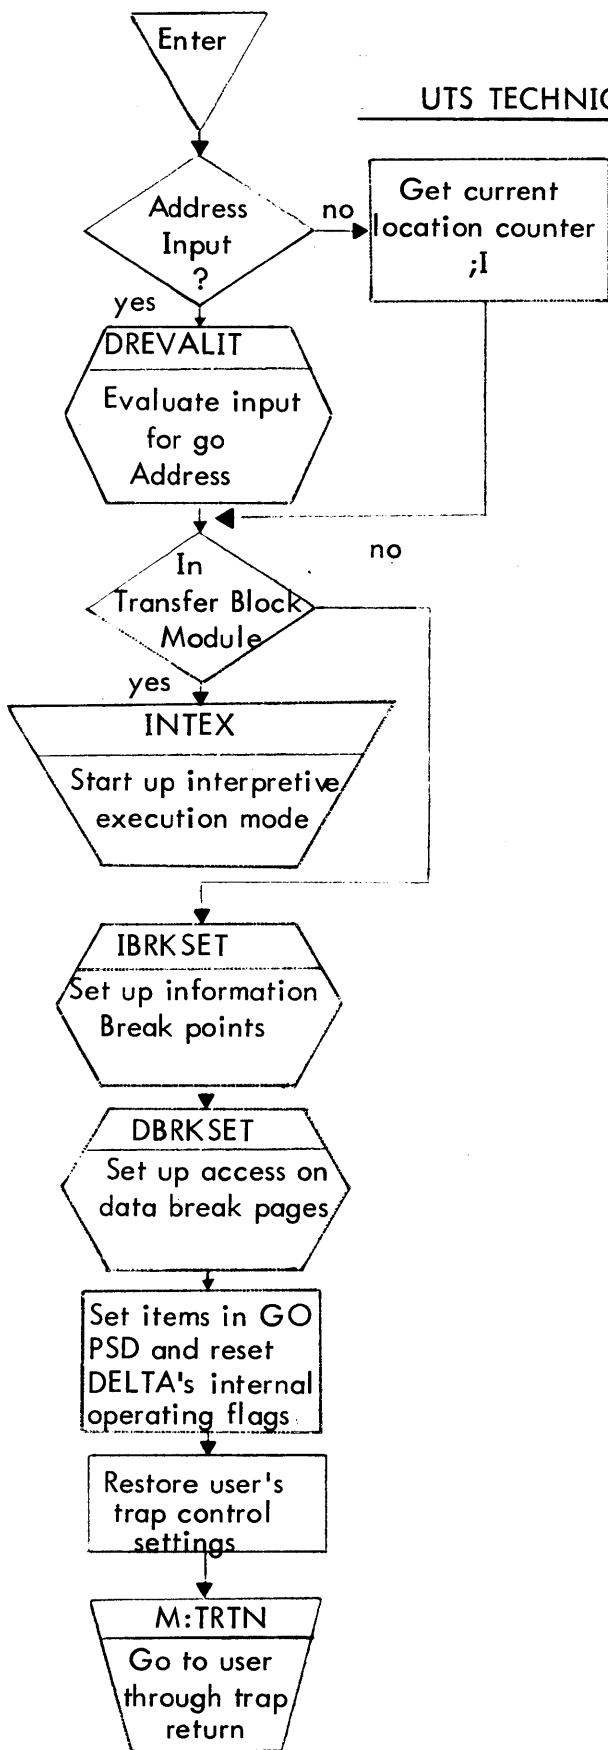 Enter
UTS TECHNIC
Address
Input
?
no
Get current
location counter
;I
yes
DREVALIT
Evaluate input
for go
Address
no
In
Transfer Block
Module
yes
INTEX
Start up interpretive
execution mode
IBRKSET
Set up information
Break points
DBRKSET
Set up access on
data break pages
Set items in GO
PSD and reset
DELTA's internal
operating flags
Restore user's
trap control
settings
M:TRTN
Go to user
through trap
return